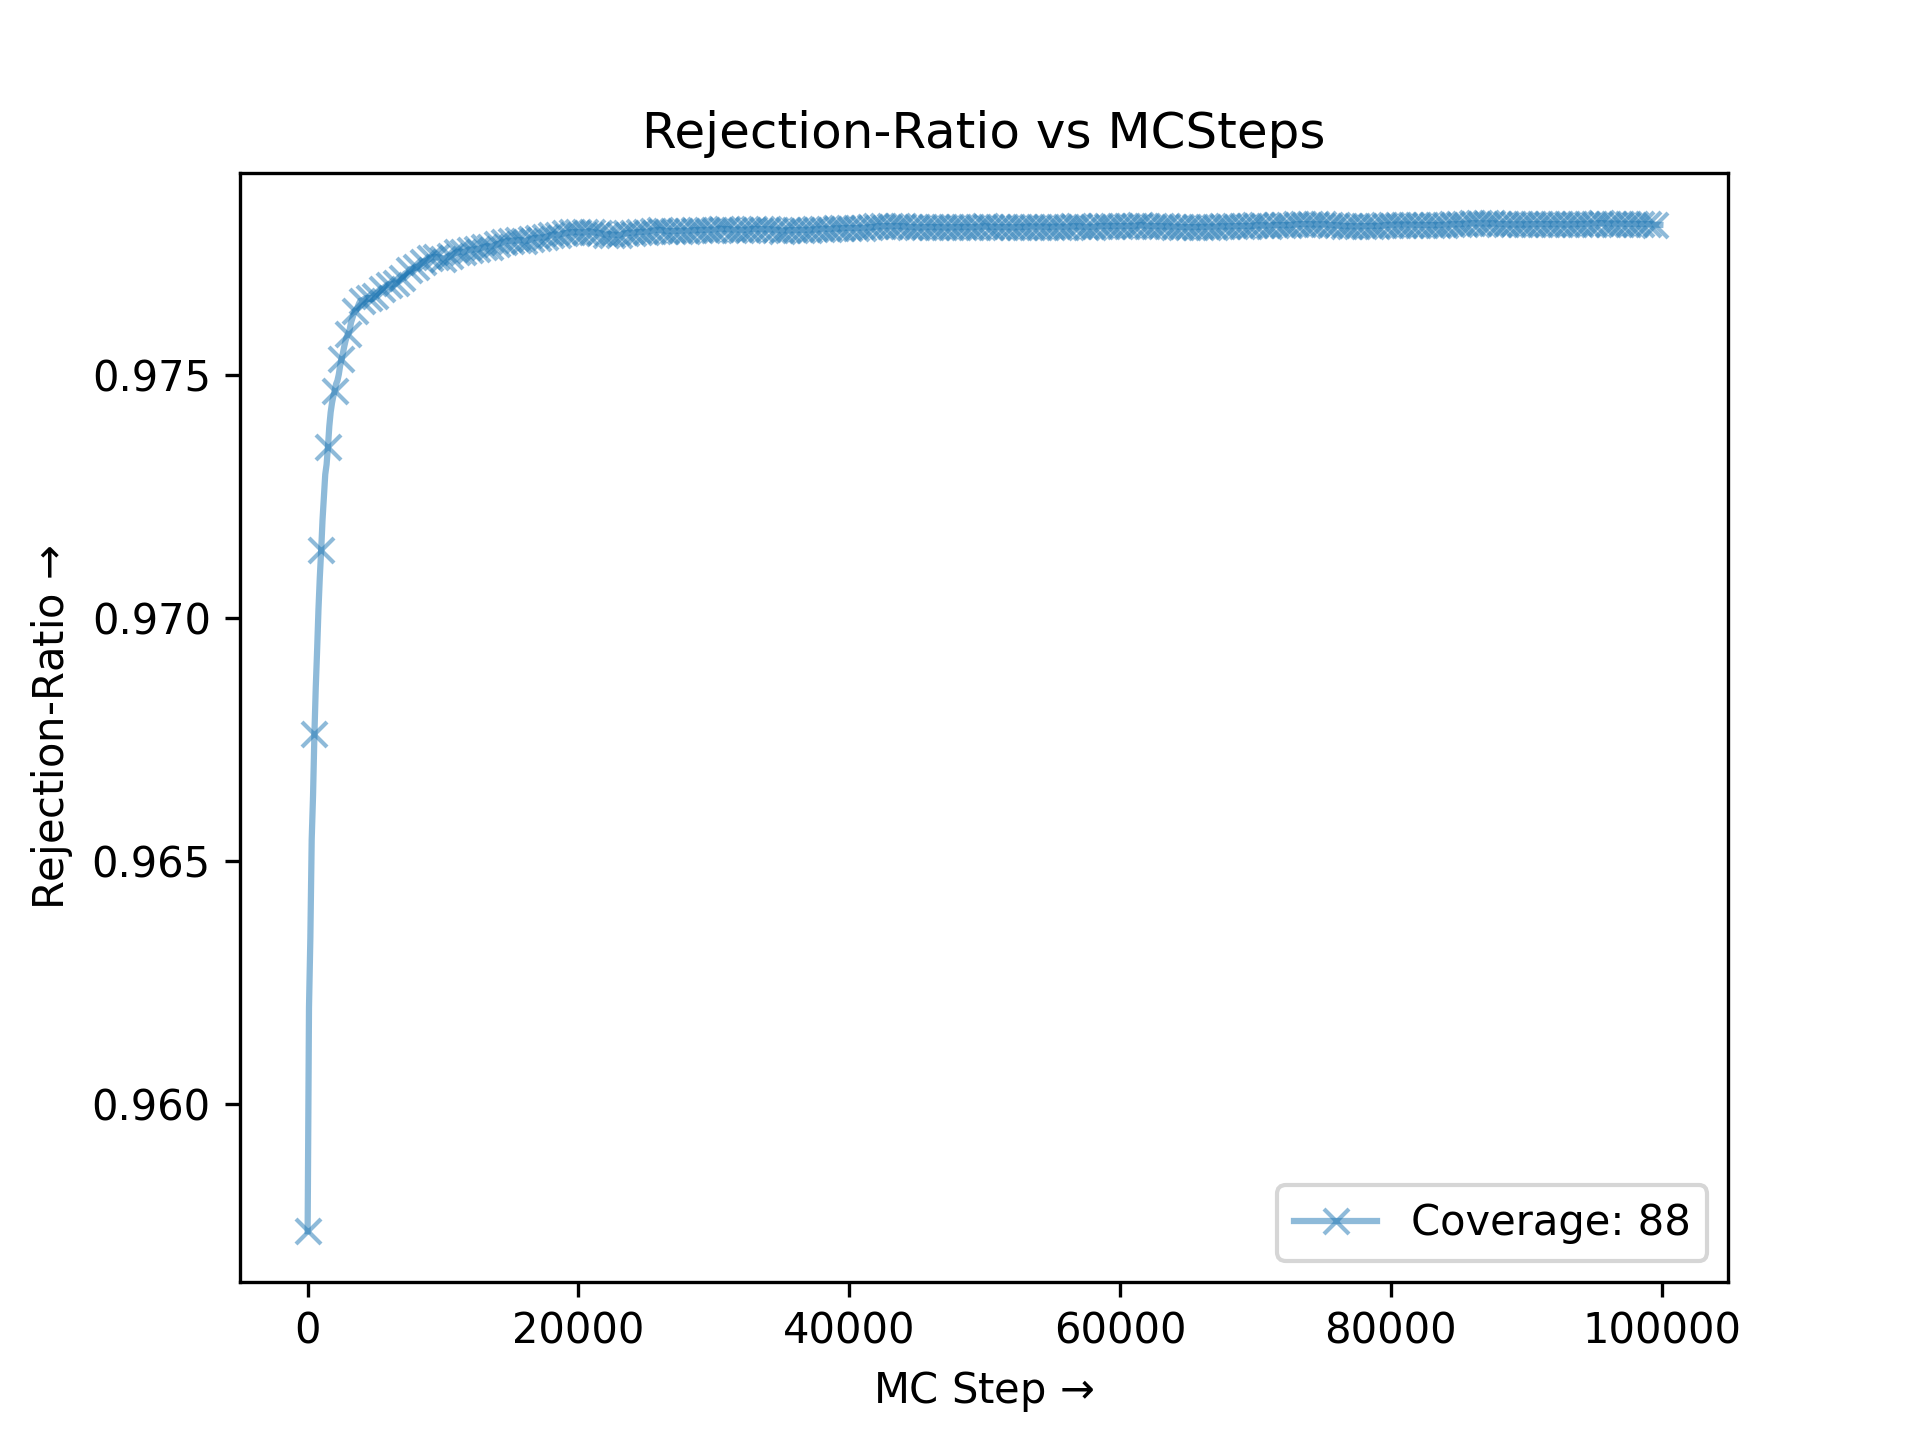 Rejection-Ratio vs MCSteps
Rejection-Ratio →
0.975
0.970
0.965
0.960
Coverage: 88
0 20000 40000 60000 80000 100000
MC Step →